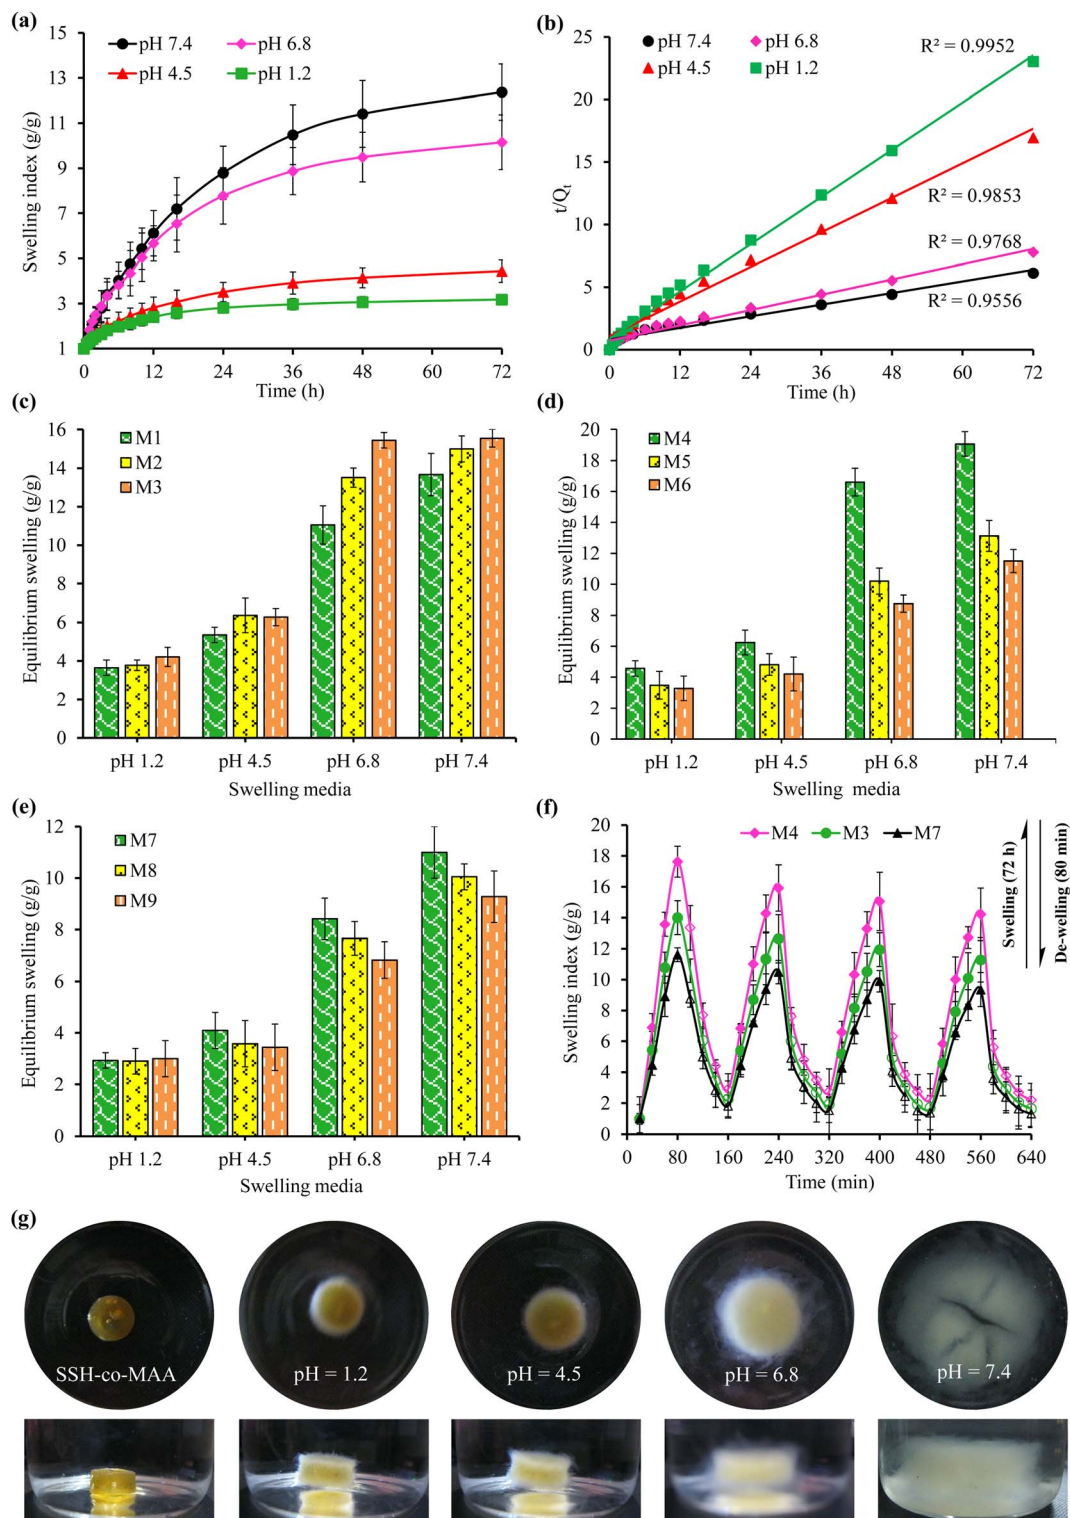 (a)
15
13
11
9
7
5
3
1
Swelling index (g/g)
pH 7.4
pH 6.8
pH 4.5
pH 1.2
0 12 24 36 48 60 72
Time (h)
(b)
25
20
15
10
5
0
t/Qt
pH 7.4
pH 6.8
pH 4.5
pH 1.2
R² = 0.9952
R² = 0.9853
R² = 0.9768
R² = 0.9556
0 12 24 36 48 60 72
Time (h)
(c)
16
14
12
10
8
6
4
2
0
Equilibrium swelling (g/g)
M1
M2
M3
pH 1.2 pH 4.5 pH 6.8 pH 7.4
Swelling media
(d)
20
18
16
14
12
10
8
6
4
2
0
Equilibrium swelling (g/g)
M4
M5
M6
pH 1.2 pH 4.5 pH 6.8 pH 7.4
Swelling media
(e)
12
10
8
6
4
2
0
Equilibrium swelling (g/g)
M7
M8
M9
pH 1.2 pH 4.5 pH 6.8 pH 7.4
Swelling media
(f)
20
18
16
14
12
10
8
6
4
2
0
Swelling index (g/g)
M4 M3 M7
Swelling (72 h)
De-welling (80 min)
0 80 160 240 320 400 480 560 640
Time (min)
(g)
SSH-co-MAA
pH = 1.2
pH = 4.5
pH = 6.8
pH = 7.4